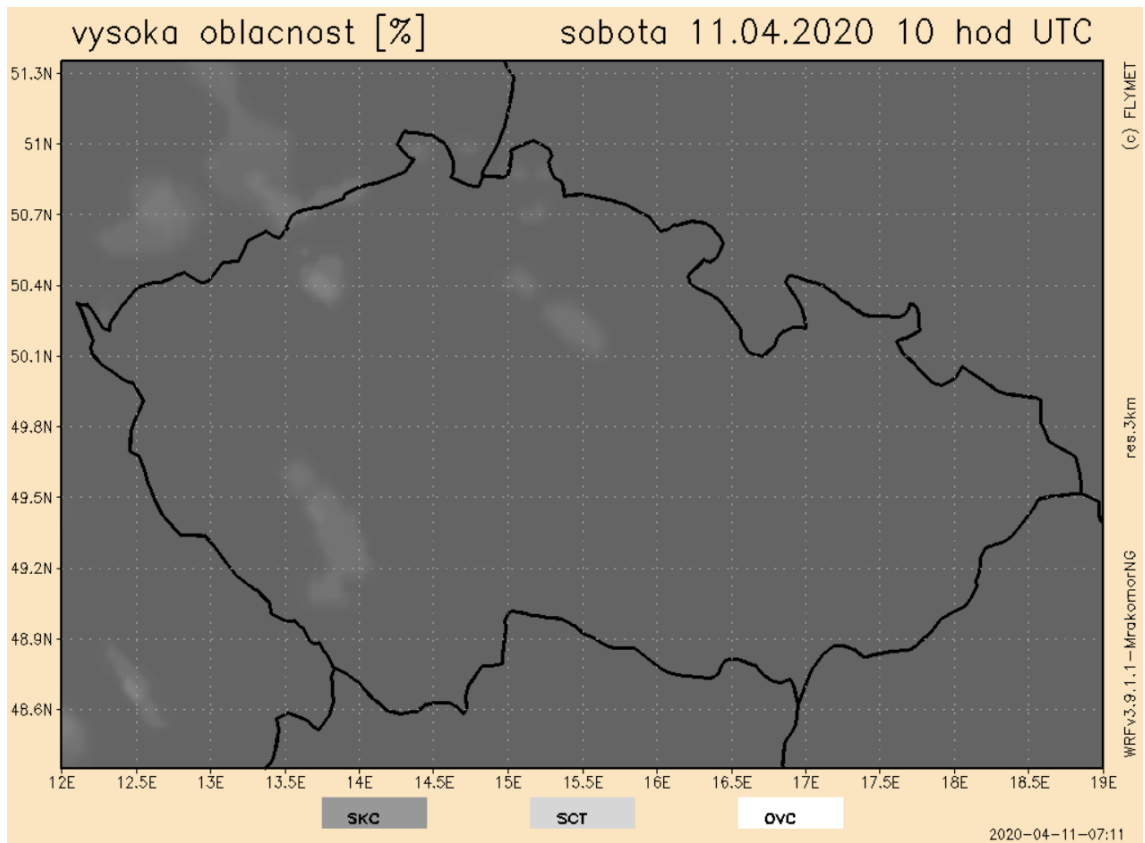 vysoka oblacnost [%] sobota 11.04.2020 10 hod UTC
(c) FLYMET
res.3km
WRFv3.9.1.1-MrakomorNG
51.3N
51N
50.7N
50.4N
50.1N
49.8N
49.5N
49.2N
48.9N
48.6N
12E 12.5E 13E 13.5E 14E 14.5E 15E 15.5E 16E 16.5E 17E 17.5E 18E 18.5E 19E
SKC SCT OVC
2020-04-11-07:11